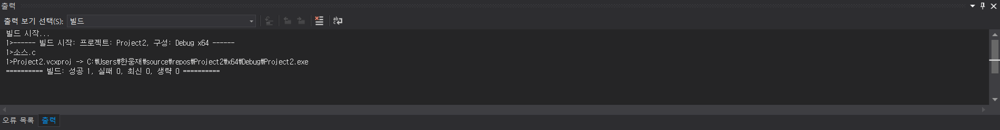 출력
출력 보기 선택(S): 빌드
빌드 시작...
1>------ 빌드 시작: 프로젝트: Project2, 구성: Debug x64 ------
1>소스.c
1>Project2.vcxproj -> C:\Users\한웅재\source\repos\Project2\x64\Debug\Project2.exe
========== 빌드: 성공 1, 실패 0, 최신 0, 생략 0 ==========
오류 목록 출력